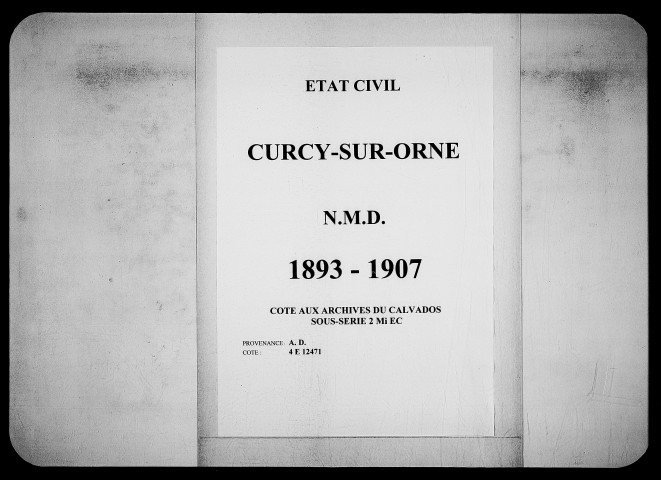 ETAT CIVIL
CURCY-SUR-ORNE
N.M.D.
1893 - 1907
COTE AUX ARCHIVES DU CALVADOS
SOUS-SERIE 2 Mi EC
PROVENANCE: A. D.
COTE : 4 E 12471